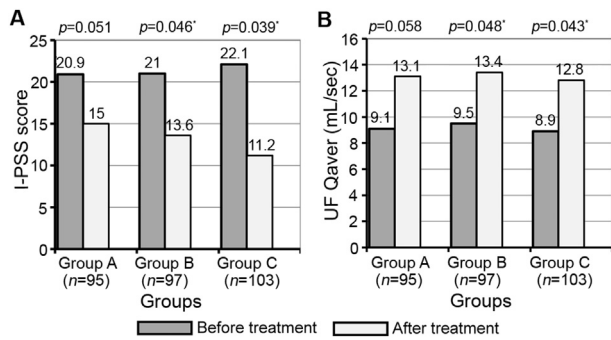 A
p=0.051 p=0.046* p=0.039*
I-PSS score
25
20
15
10
5
0
20.9 15 21 13.6 22.1 11.2
Group A Group B Group C
(n=95) (n=97) (n=103)
Groups
B
p=0.058 p=0.048* p=0.043*
UF Qaver (mL/sec)
16
14
12
10
8
6
4
2
0
9.1 13.1 9.5 13.4 8.9 12.8
Group A Group B Group C
(n=95) (n=97) (n=103)
Groups
Before treatment After treatment